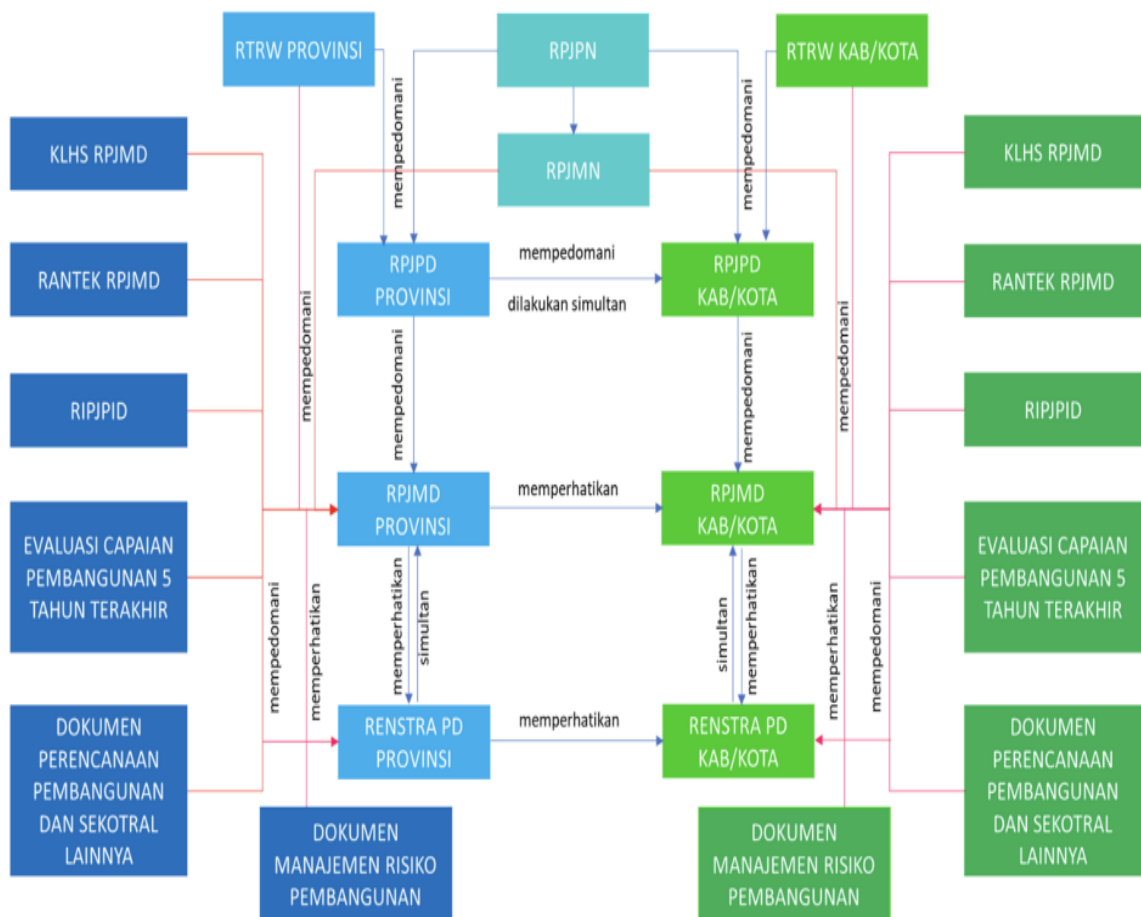 RTRW PROVINSI
RPJPN
RTRW KAB/KOTA
mempedomani
mempedomani
KLHS RPJMD
RPJMN
KLHS RPJMD
RANTEK RPJMD
RPJPD
PROVINSI
mempedomani
dilakukan simultan
RPJPD
KAB/KOTA
RANTEK RPJMD
mempedomani
mempedomani
mempedomani
mempedomani
RIPJPID
RIPJPID
RPJMD
PROVINSI
memperhatikan
RPJMD
KAB/KOTA
EVALUASI CAPAIAN
PEMBANGUNAN 5
TAHUN TERAKHIR
EVALUASI CAPAIAN
PEMBANGUNAN 5
TAHUN TERAKHIR
mempedomani
memperhatikan
memperhatikan
simultan
simultan
memperhatikan
memperhatikan
mempedomani
DOKUMEN
PERENCANAAN
PEMBANGUNAN
DAN SEKOTRAL
LAINNYA
RENSTRA PD
PROVINSI
memperhatikan
RENSTRA PD
KAB/KOTA
DOKUMEN
PERENCANAAN
PEMBANGUNAN
DAN SEKOTRAL
LAINNYA
DOKUMEN
MANAJEMEN RISIKO
PEMBANGUNAN
DOKUMEN
MANAJEMEN RISIKO
PEMBANGUNAN